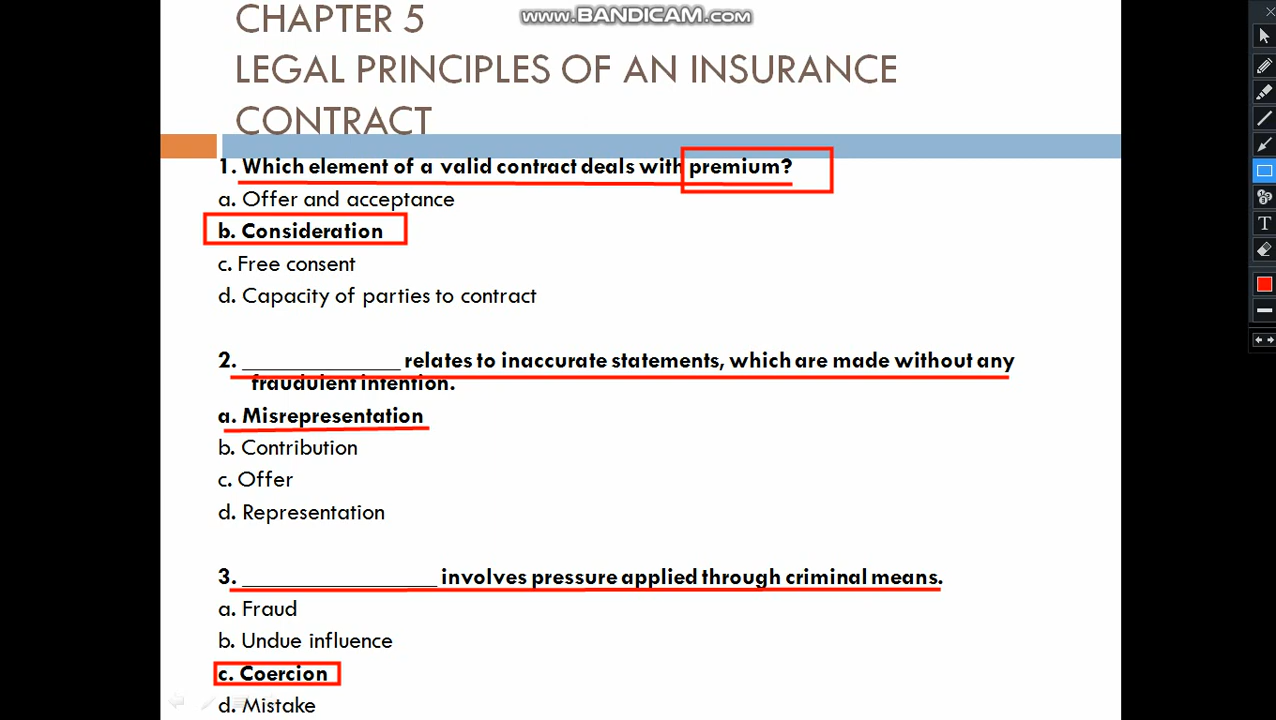 www.BANDICAM.com
CHAPTER 5
LEGAL PRINCIPLES OF AN INSURANCE
CONTRACT
1. Which element of a valid contract deals with premium?
a. Offer and acceptance
b. Consideration
c. Free consent
d. Capacity of parties to contract
2. ______________ relates to inaccurate statements, which are made without any
fraudulent intention.
a. Misrepresentation
b. Contribution
c. Offer
d. Representation
3. _________________ involves pressure applied through criminal means.
a. Fraud
b. Undue influence
c. Coercion
d. Mistake
T